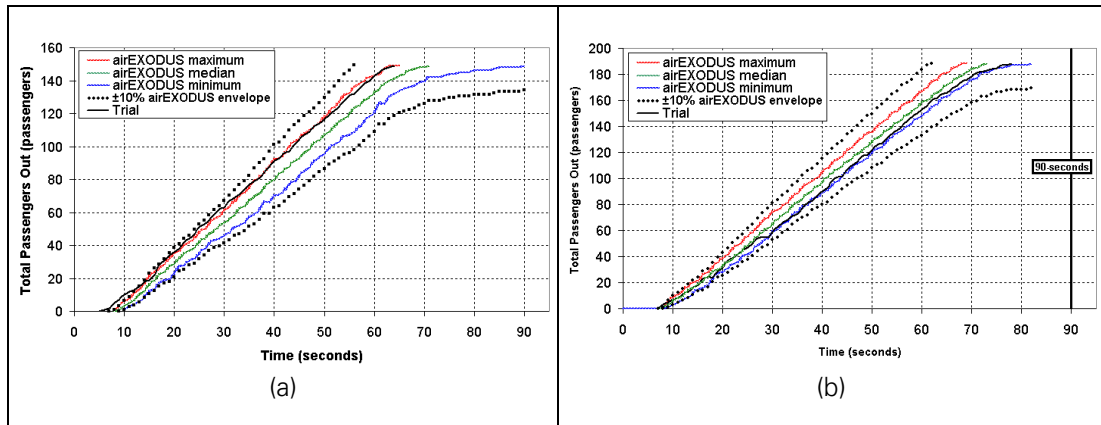 160
140
120
100
80
60
40
20
0
Total Passengers Out (passengers)
airEXODUS maximum
airEXODUS median
airEXODUS minimum
±10% airEXODUS envelope
Trial
0 10 20 30 40 50 60 70 80 90
Time (seconds)
(a)
200
180
160
140
120
100
80
60
40
20
0
Total Passengers Out (passengers)
airEXODUS maximum
airEXODUS median
airEXODUS minimum
±10% airEXODUS envelope
Trial
90-seconds
0 10 20 30 40 50 60 70 80 90
Time (seconds)
(b)